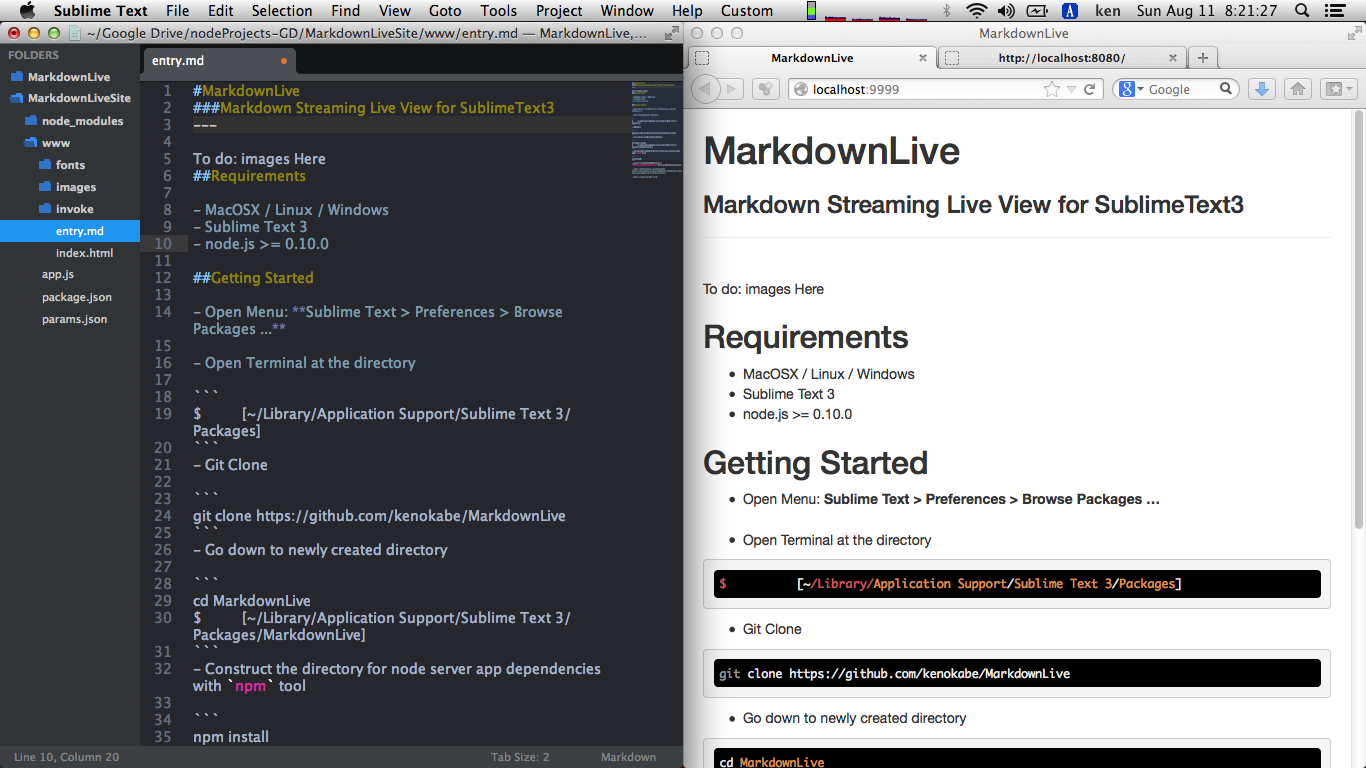 Sublime Text File Edit Selection Find View Goto Tools Project Window Help Custom A ken Sun Aug 11 8:21:27
~/Google Drive/nodeProjects-GD/MarkdownLiveSite/www/entry.md — MarkdownLive,...
FOLDERS
MarkdownLive
MarkdownLiveSite
node_modules
www
fonts
images
invoke
entry.md
index.html
app.js
package.json
params.json
entry.md
1 #MarkdownLive
2 ###Markdown Streaming Live View for SublimeText3
3 ---
4
5 To do: images Here
6 ##Requirements
7
8 - MacOSX / Linux / Windows
9 - Sublime Text 3
10 - node.js >= 0.10.0
11
12 ##Getting Started
13
14 - Open Menu: **Sublime Text > Preferences > Browse
Packages ...**
15
16 - Open Terminal at the directory
17
18 ```
19 $ [~/Library/Application Support/Sublime Text 3/
Packages]
20 ```
21 - Git Clone
22
23 ```
24 git clone https://github.com/kenokabe/MarkdownLive
25 ```
26 - Go down to newly created directory
27
28 ```
29 cd MarkdownLive
30 $ [~/Library/Application Support/Sublime Text 3/
Packages/MarkdownLive]
31 ```
32 - Construct the directory for node server app dependencies
with `npm` tool
33
34 ```
35 npm install
Line 10, Column 20 Tab Size: 2 Markdown
MarkdownLive
MarkdownLive http://localhost:8080/
localhost:9999 Google
MarkdownLive
Markdown Streaming Live View for SublimeText3
To do: images Here
Requirements
• MacOSX / Linux / Windows
• Sublime Text 3
• node.js >= 0.10.0
Getting Started
• Open Menu: Sublime Text > Preferences > Browse Packages ...
• Open Terminal at the directory
$ [~/Library/Application Support/Sublime Text 3/Packages]
• Git Clone
git clone https://github.com/kenokabe/MarkdownLive
• Go down to newly created directory
cd MarkdownLive